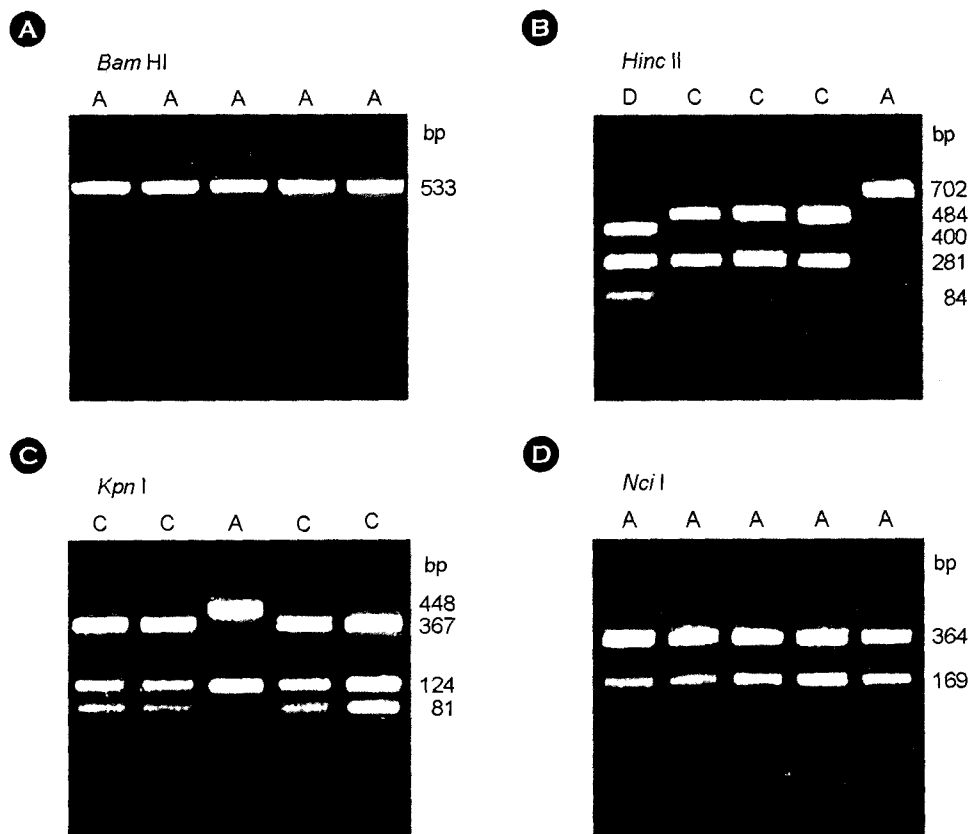 A
Bam HI
A A A A A
bp
533
B
Hinc II
D C C C A
bp
702
484
400
281
84
C
Kpn I
C C A C C
bp
448
367
124
81
D
Nci I
A A A A A
bp
364
169